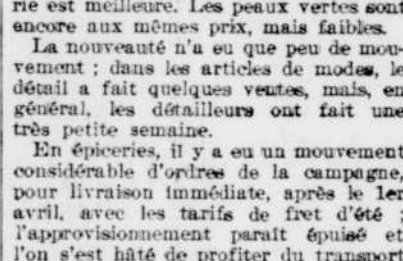 rie est meilleure. Les peaux vertes sont
encore aux mêmes prix, mais faibles.
La nouveauté n'a eu que peu de mou-
vement ; dans les articles de modes, le
détail a fait quelques ventes, mais, en
général, les détailleurs ont fait une
très petite semaine.
En épiceries, il y a eu un mouvement
considérable d'ordres de la campagne,
pour livraison immédiate, après le 1er
avril, avec les tarifs de fret d'été ;
l'approvisionnement paraît épuisé et
l'on s'est hâté de profiter du transport